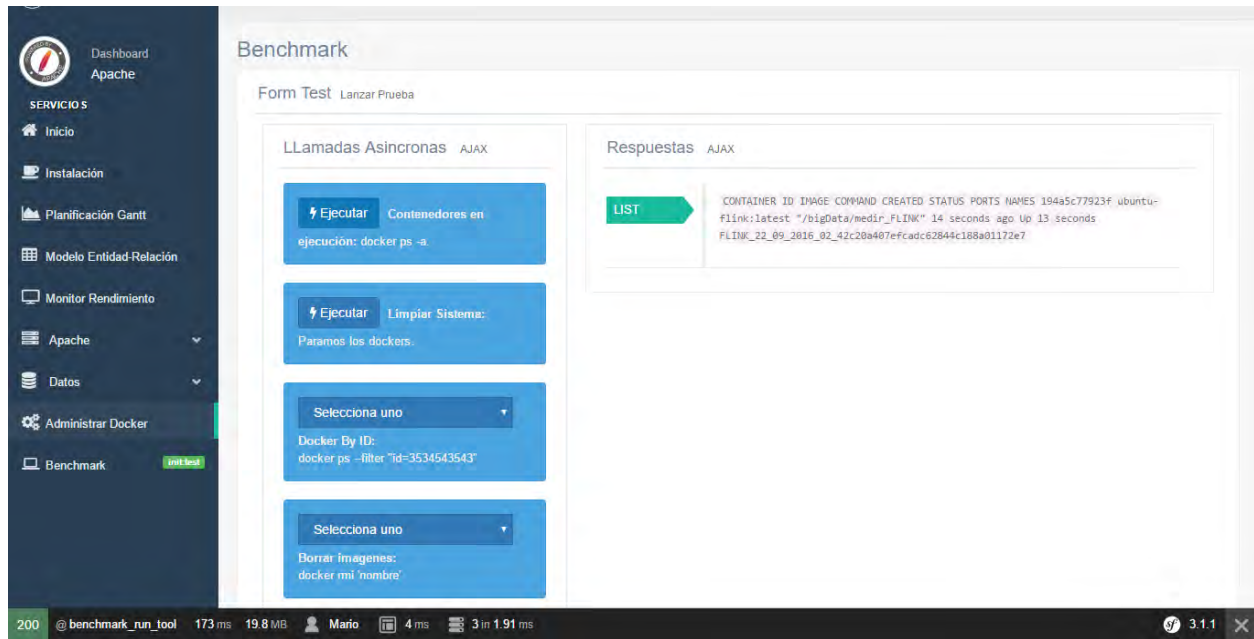 Dashboard
Apache
SERVICIOS
Inicio
Instalación
Planificación Gantt
Modelo Entidad-Relación
Monitor Rendimiento
Apache
Datos
Administrar Docker
Benchmark init.test
Benchmark
Form Test Lanzar Prueba
LLamadas Asincronas AJAX
Ejecutar Contenedores en
ejecución: docker ps -a.
Ejecutar Limpiar Sistema:
Paramos los dockers.
Selecciona uno
Docker By ID:
docker ps --filter "id=3534543543"
Selecciona uno
Borrar Imagenes:
docker rmi 'nombre'
Respuestas AJAX
LIST
CONTAINER ID IMAGE COMMAND CREATED STATUS PORTS NAMES 194a5c77923f ubuntu-
flink:latest "/bigData/medir_FLINK" 14 seconds ago Up 13 seconds
FLINK_22_09_2016_02_42c20a407efcadc62844c188a01172e7
200 @ benchmark_run_tool 173 ms 19.8 MB Mario 4 ms 3 in 1.91 ms sf 3.1.1